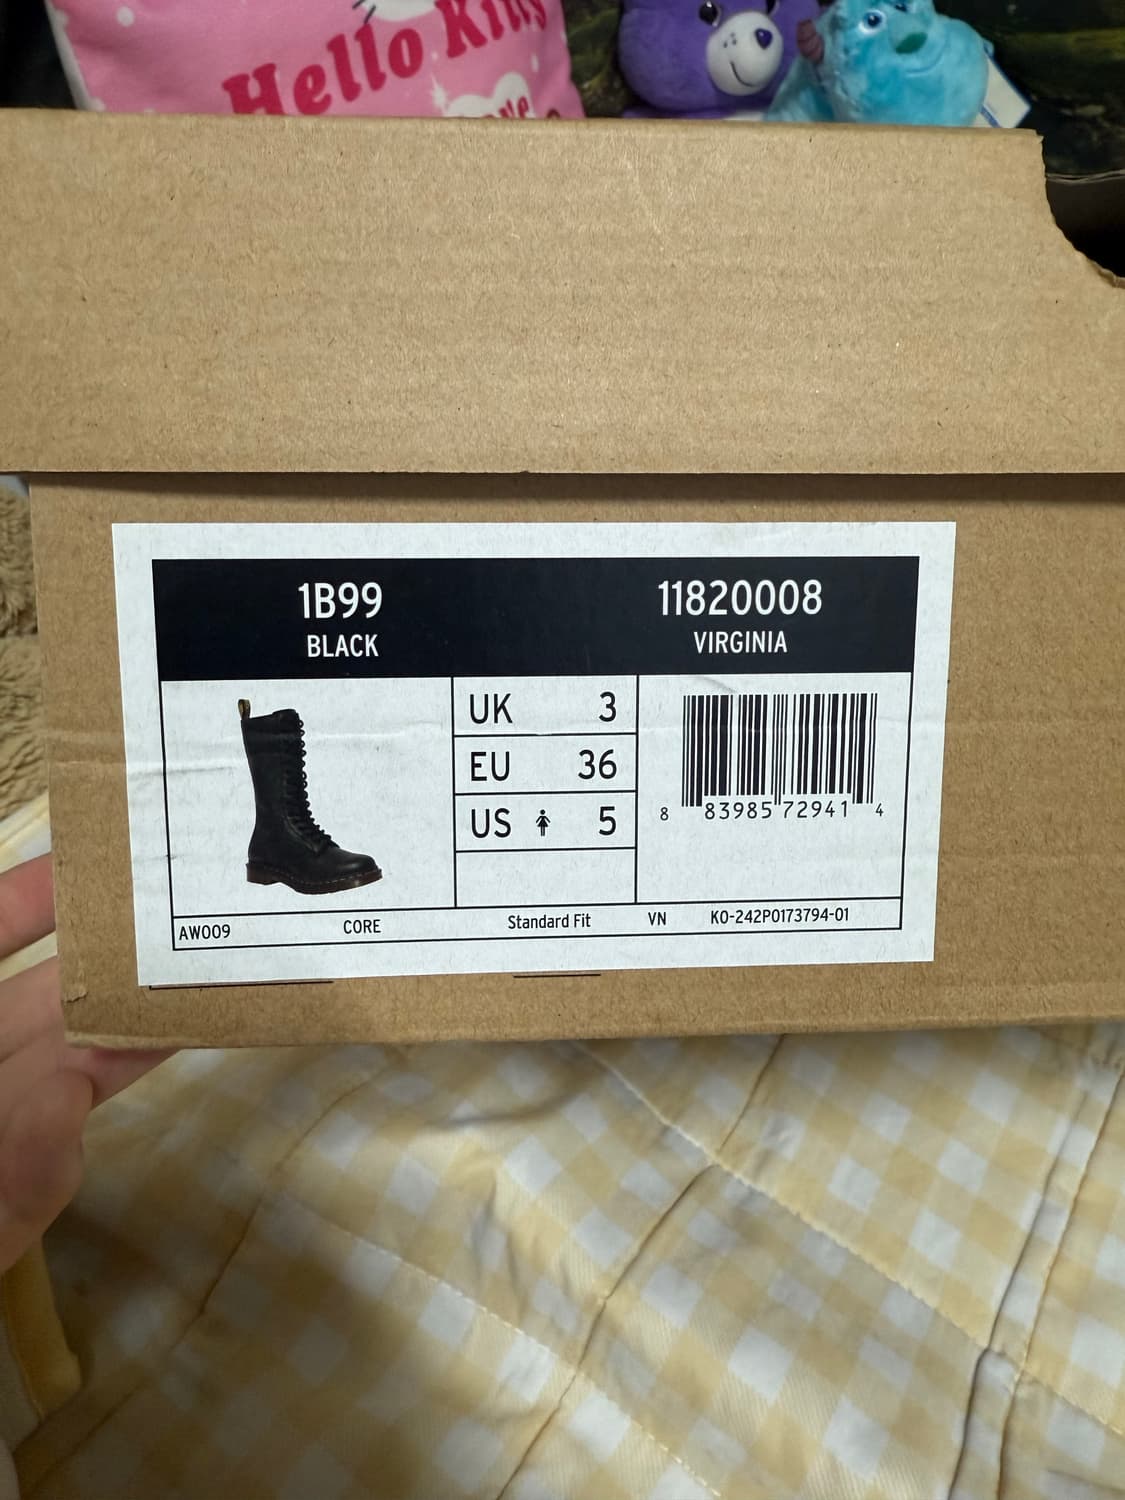 Hello Kitty
1B99
BLACK
11820008
VIRGINIA
UK 3
EU 36
US 5
8 83985 72941 4
AW009
CORE
Standard Fit
VN
KO-242P0173794-01